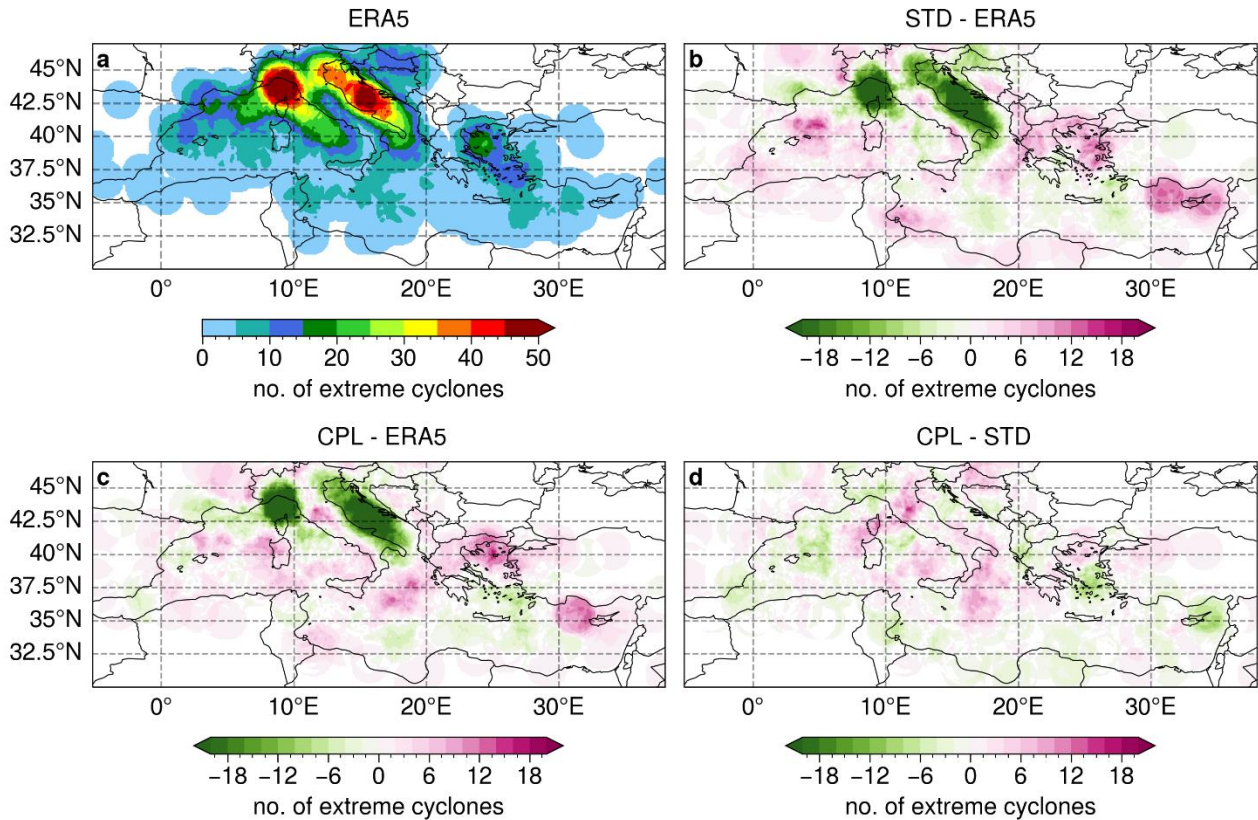 ERA5
STD - ERA5
a
b
45°N
42.5°N
40°N
37.5°N
35°N
32.5°N
0° 10°E 20°E 30°E
0° 10°E 20°E 30°E
0 10 20 30 40 50
no. of extreme cyclones
−18 −12 −6 0 6 12 18
no. of extreme cyclones
CPL - ERA5
CPL - STD
c
d
45°N
42.5°N
40°N
37.5°N
35°N
32.5°N
0° 10°E 20°E 30°E
0° 10°E 20°E 30°E
−18 −12 −6 0 6 12 18
no. of extreme cyclones
−18 −12 −6 0 6 12 18
no. of extreme cyclones